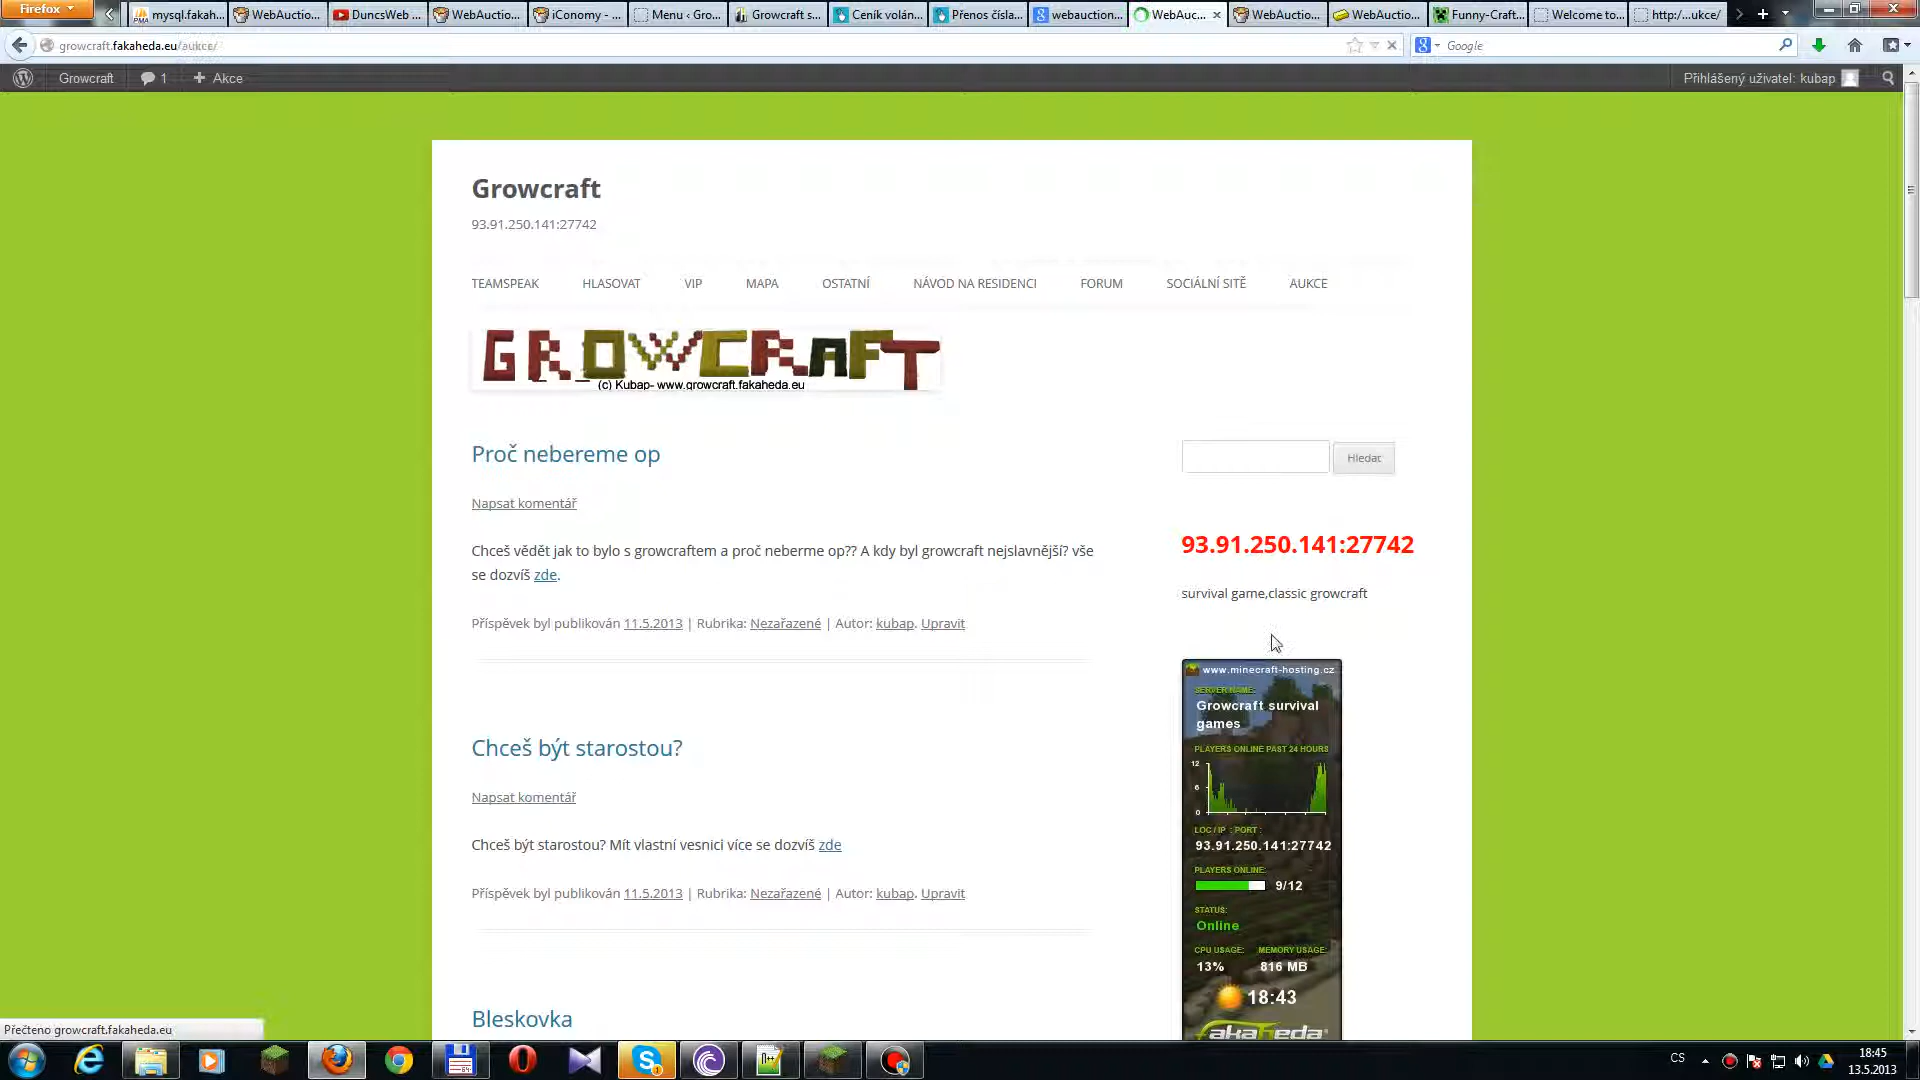 Firefox
mysql.fakah...
WebAuctio...
DuncsWeb ...
WebAuctio...
iConomy - ...
Menu ‹ Gro...
Growcraft s...
Ceník volán...
Přenos čísla...
webauction...
WebAuc...
WebAuctio...
WebAuctio...
Funny-Craft...
Welcome to...
http:/...ukce/
growcraft.fakaheda.eu/aukce/
Google
Growcraft
1
Akce
Přihlášený uživatel: kubap
Growcraft
93.91.250.141:27742
TEAMSPEAK HLASOVAT VIP MAPA OSTATNÍ NÁVOD NA RESIDENCI FORUM SOCIÁLNÍ SITĚ AUKCE
GROWCRAFT
(c) Kubap- www.growcraft.fakaheda.eu
Proč nebereme op
Napsat komentář
Chceš vědět jak to bylo s growcraftem a proč neberme op?? A kdy byl growcraft nejslavnější? vše
se dozvíš zde.
Příspěvek byl publikován 11.5.2013 | Rubrika: Nezařazené | Autor: kubap. Upravit
Chceš být starostou?
Napsat komentář
Chceš být starostou? Mít vlastní vesnici více se dozvíš zde
Příspěvek byl publikován 11.5.2013 | Rubrika: Nezařazené | Autor: kubap. Upravit
Bleskovka
Hledat
93.91.250.141:27742
survival game,classic growcraft
www.minecraft-hosting.cz
SERVER NAME:
Growcraft survival
games
PLAYERS ONLINE PAST 24 HOURS
12
6
0
LOC / IP : PORT :
93.91.250.141:27742
PLAYERS ONLINE:
9/12
STATUS:
Online
CPU USAGE: MEMORY USAGE:
13% 816 MB
18:43
fakaheda
Přečteno growcraft.fakaheda.eu
CS
18:45
13.5.2013